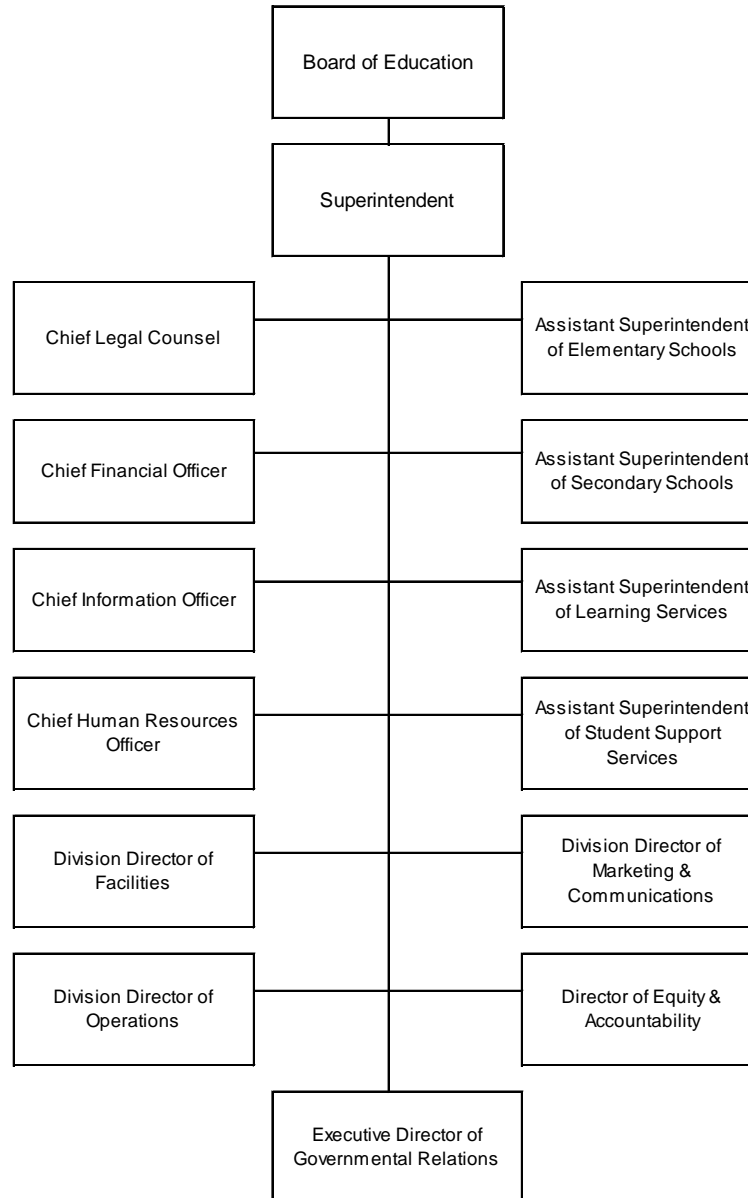 Board of Education
Superintendent
Chief Legal Counsel
Assistant Superintendent
of Elementary Schools
Chief Financial Officer
Assistant Superintendent
of Secondary Schools
Chief Information Officer
Assistant Superintendent
of Learning Services
Chief Human Resources
Officer
Assistant Superintendent
of Student Support
Services
Division Director of
Facilities
Division Director of
Marketing &
Communications
Division Director of
Operations
Director of Equity &
Accountability
Executive Director of
Governmental Relations